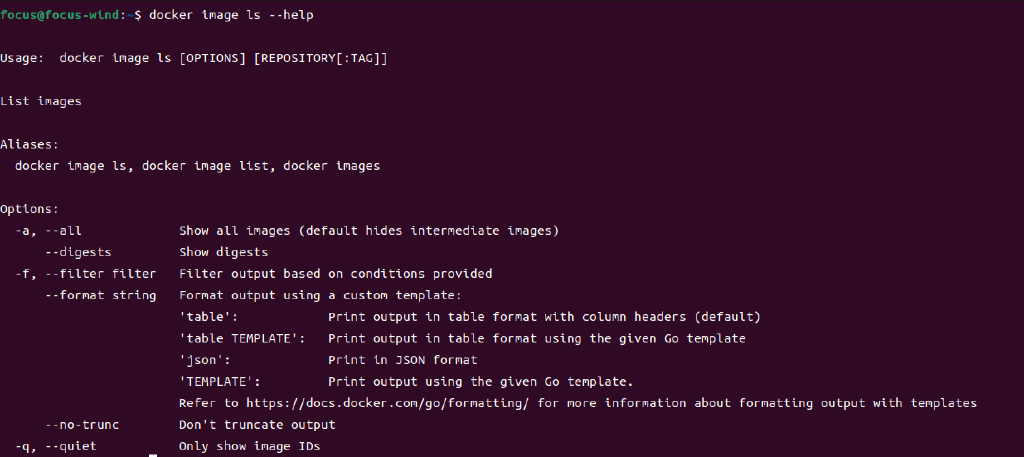 focus@focus-wind:~$ docker image ls --help
Usage:  docker image ls [OPTIONS] [REPOSITORY[:TAG]]
List images
Aliases:
  docker image ls, docker image list, docker images
Options:
  -a, --all             Show all images (default hides intermediate images)
      --digests         Show digests
  -f, --filter filter   Filter output based on conditions provided
      --format string   Format output using a custom template:
                        'table':            Print output in table format with column headers (default)
                        'table TEMPLATE':   Print output in table format using the given Go template
                        'json':             Print in JSON format
                        'TEMPLATE':         Print output using the given Go template.
                        Refer to https://docs.docker.com/go/formatting/ for more information about formatting output with templates
      --no-trunc        Don't truncate output
  -q, --quiet           Only show image IDs